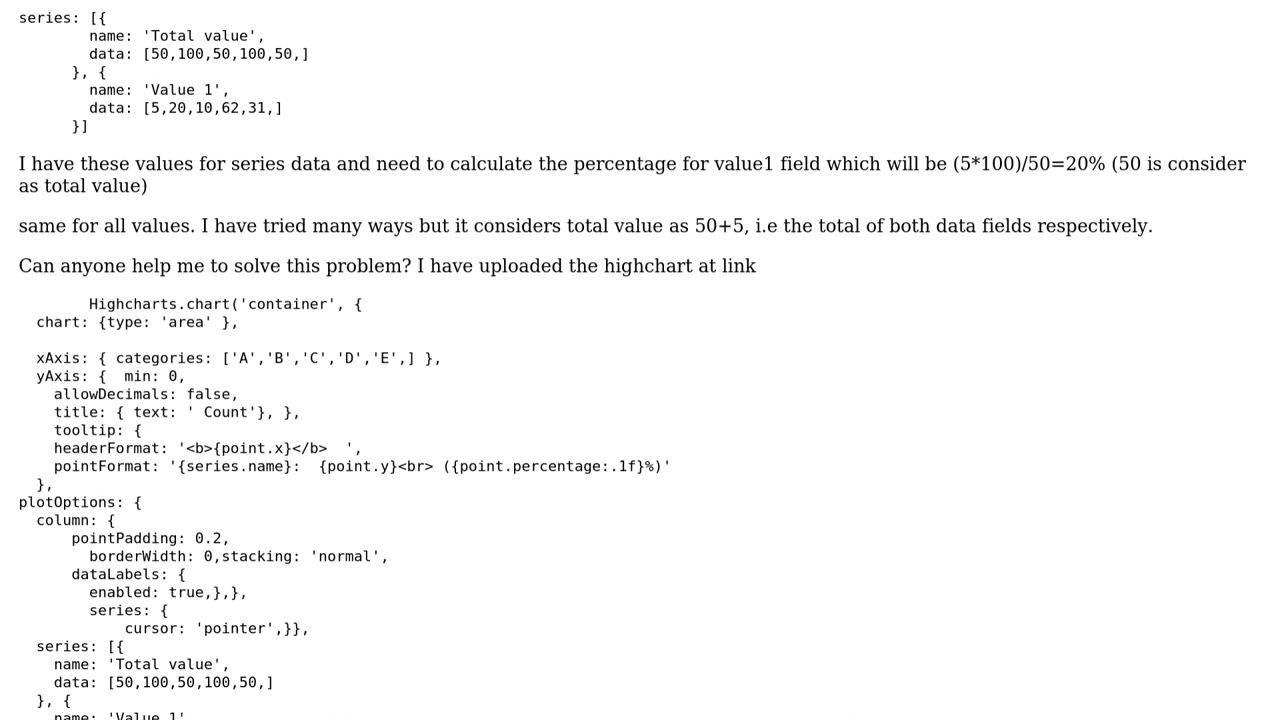 series: [{
        name: 'Total value',
        data: [50,100,50,100,50,]
      }, {
        name: 'Value 1',
        data: [5,20,10,62,31,]
      }]
I have these values for series data and need to calculate the percentage for value1 field which will be (5*100)/50=20% (50 is consider
as total value)
same for all values. I have tried many ways but it considers total value as 50+5, i.e the total of both data fields respectively.
Can anyone help me to solve this problem? I have uploaded the highchart at link
        Highcharts.chart('container', {
  chart: {type: 'area' },
  xAxis: { categories: ['A','B','C','D','E',] },
  yAxis: {  min: 0,
    allowDecimals: false,
    title: { text: ' Count'}, },
    tooltip: {
    headerFormat: '<b>{point.x}</b>  ',
    pointFormat: '{series.name}:  {point.y}<br> ({point.percentage:.1f}%)'
  },
plotOptions: {
  column: {
      pointPadding: 0.2,
        borderWidth: 0,stacking: 'normal',
      dataLabels: {
        enabled: true,},},
        series: {
            cursor: 'pointer',}},
  series: [{
    name: 'Total value',
    data: [50,100,50,100,50,]
  }, {
    name: 'Value 1',